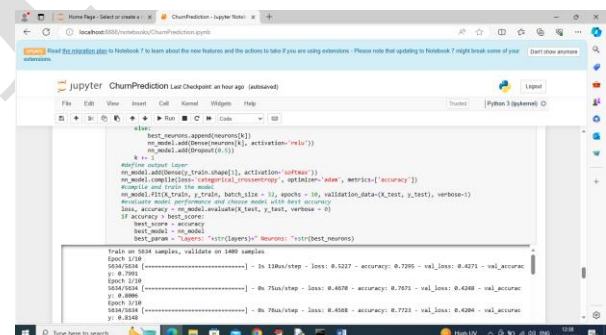 Home Page - Select or create a
ChurnPrediction - Jupyter Noteb
localhost:8888/notebooks/ChurnPrediction.ipynb
UPDATE Read the migration plan to Notebook 7 to learn about the new features and the actions to take if you are using extensions - Please note that updating to Notebook 7 might break some of your extensions.
Don't show anymore
jupyter ChurnPrediction Last Checkpoint: an hour ago (autosaved)
Logout
File Edit View Insert Cell Kernel Widgets Help
Trusted Python 3 (ipykernel)
Run Code
else:
best_neurons.append(neurons[k])
nn_model.add(Dense(neurons[k], activation='relu'))
nn_model.add(Dropout(0.5))
k += 1
#define output layer
nn_model.add(Dense(y_train.shape[1], activation='softmax'))
nn_model.compile(loss='categorical_crossentropy', optimizer='adam', metrics=['accuracy'])
#compile and train the model
nn_model.fit(X_train, y_train, batch_size = 32, epochs = 10, validation_data=(X_test, y_test), verbose=1)
#evaluate model performance and choose model with best accuracy
loss, accuracy = nn_model.evaluate(X_test, y_test, verbose = 0)
if accuracy > best_score:
best_score = accuracy
best_model = nn_model
best_param = "Layers: "+str(layers)+" Neurons: "+str(best_neurons)
Train on 5634 samples, validate on 1409 samples
Epoch 1/10
5634/5634 [==============================] - 1s 110us/step - loss: 0.5227 - accuracy: 0.7295 - val_loss: 0.4271 - val_accurac
y: 0.7991
Epoch 2/10
5634/5634 [==============================] - 0s 75us/step - loss: 0.4670 - accuracy: 0.7671 - val_loss: 0.4248 - val_accurac
y: 0.8006
Epoch 3/10
5634/5634 [==============================] - 0s 76us/step - loss: 0.4568 - accuracy: 0.7723 - val_loss: 0.4204 - val_accurac
y: 0.8148
Type here to search
High UV
ENG
12:08